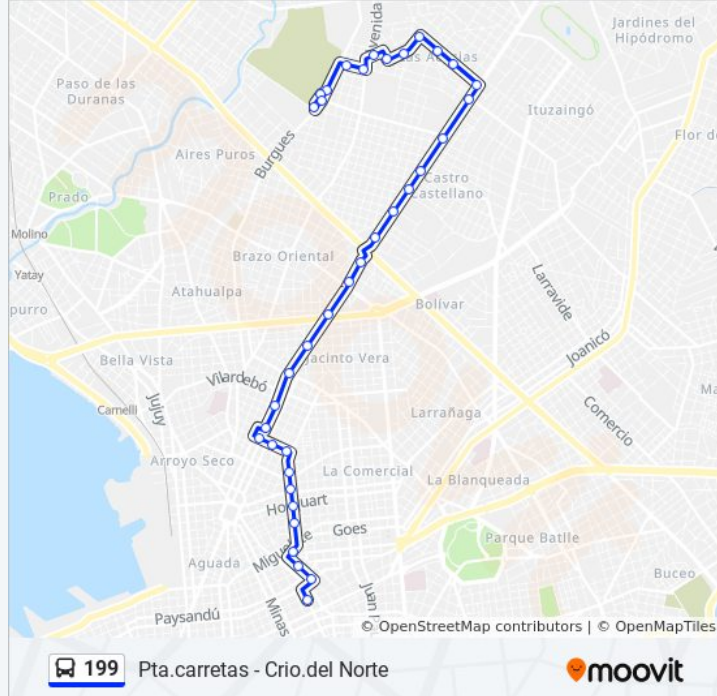 Jardines del
Hipódromo
Paso de las
Duranas
Ituzaingó
Flor de
Aires Puros
Burgues
Castro
Castellano
Prado
Molino
Yatay
Brazo Oriental
Larravide
Atahualpa
Bolivar
purro
Joanicó
Bella Vista
Jacinto Vera
Vilardebó
Jujuy
Camelli
Larrañaga
Comercio
Arroyo Seco
La Comercial
La Blanqueada
Goes
Parque Batlle
Aguada
Buceo
Paysandú
Minas
© OpenStreetMap contributors | © OpenMapTiles
199 Pta.carretas - Crio.del Norte
moovit